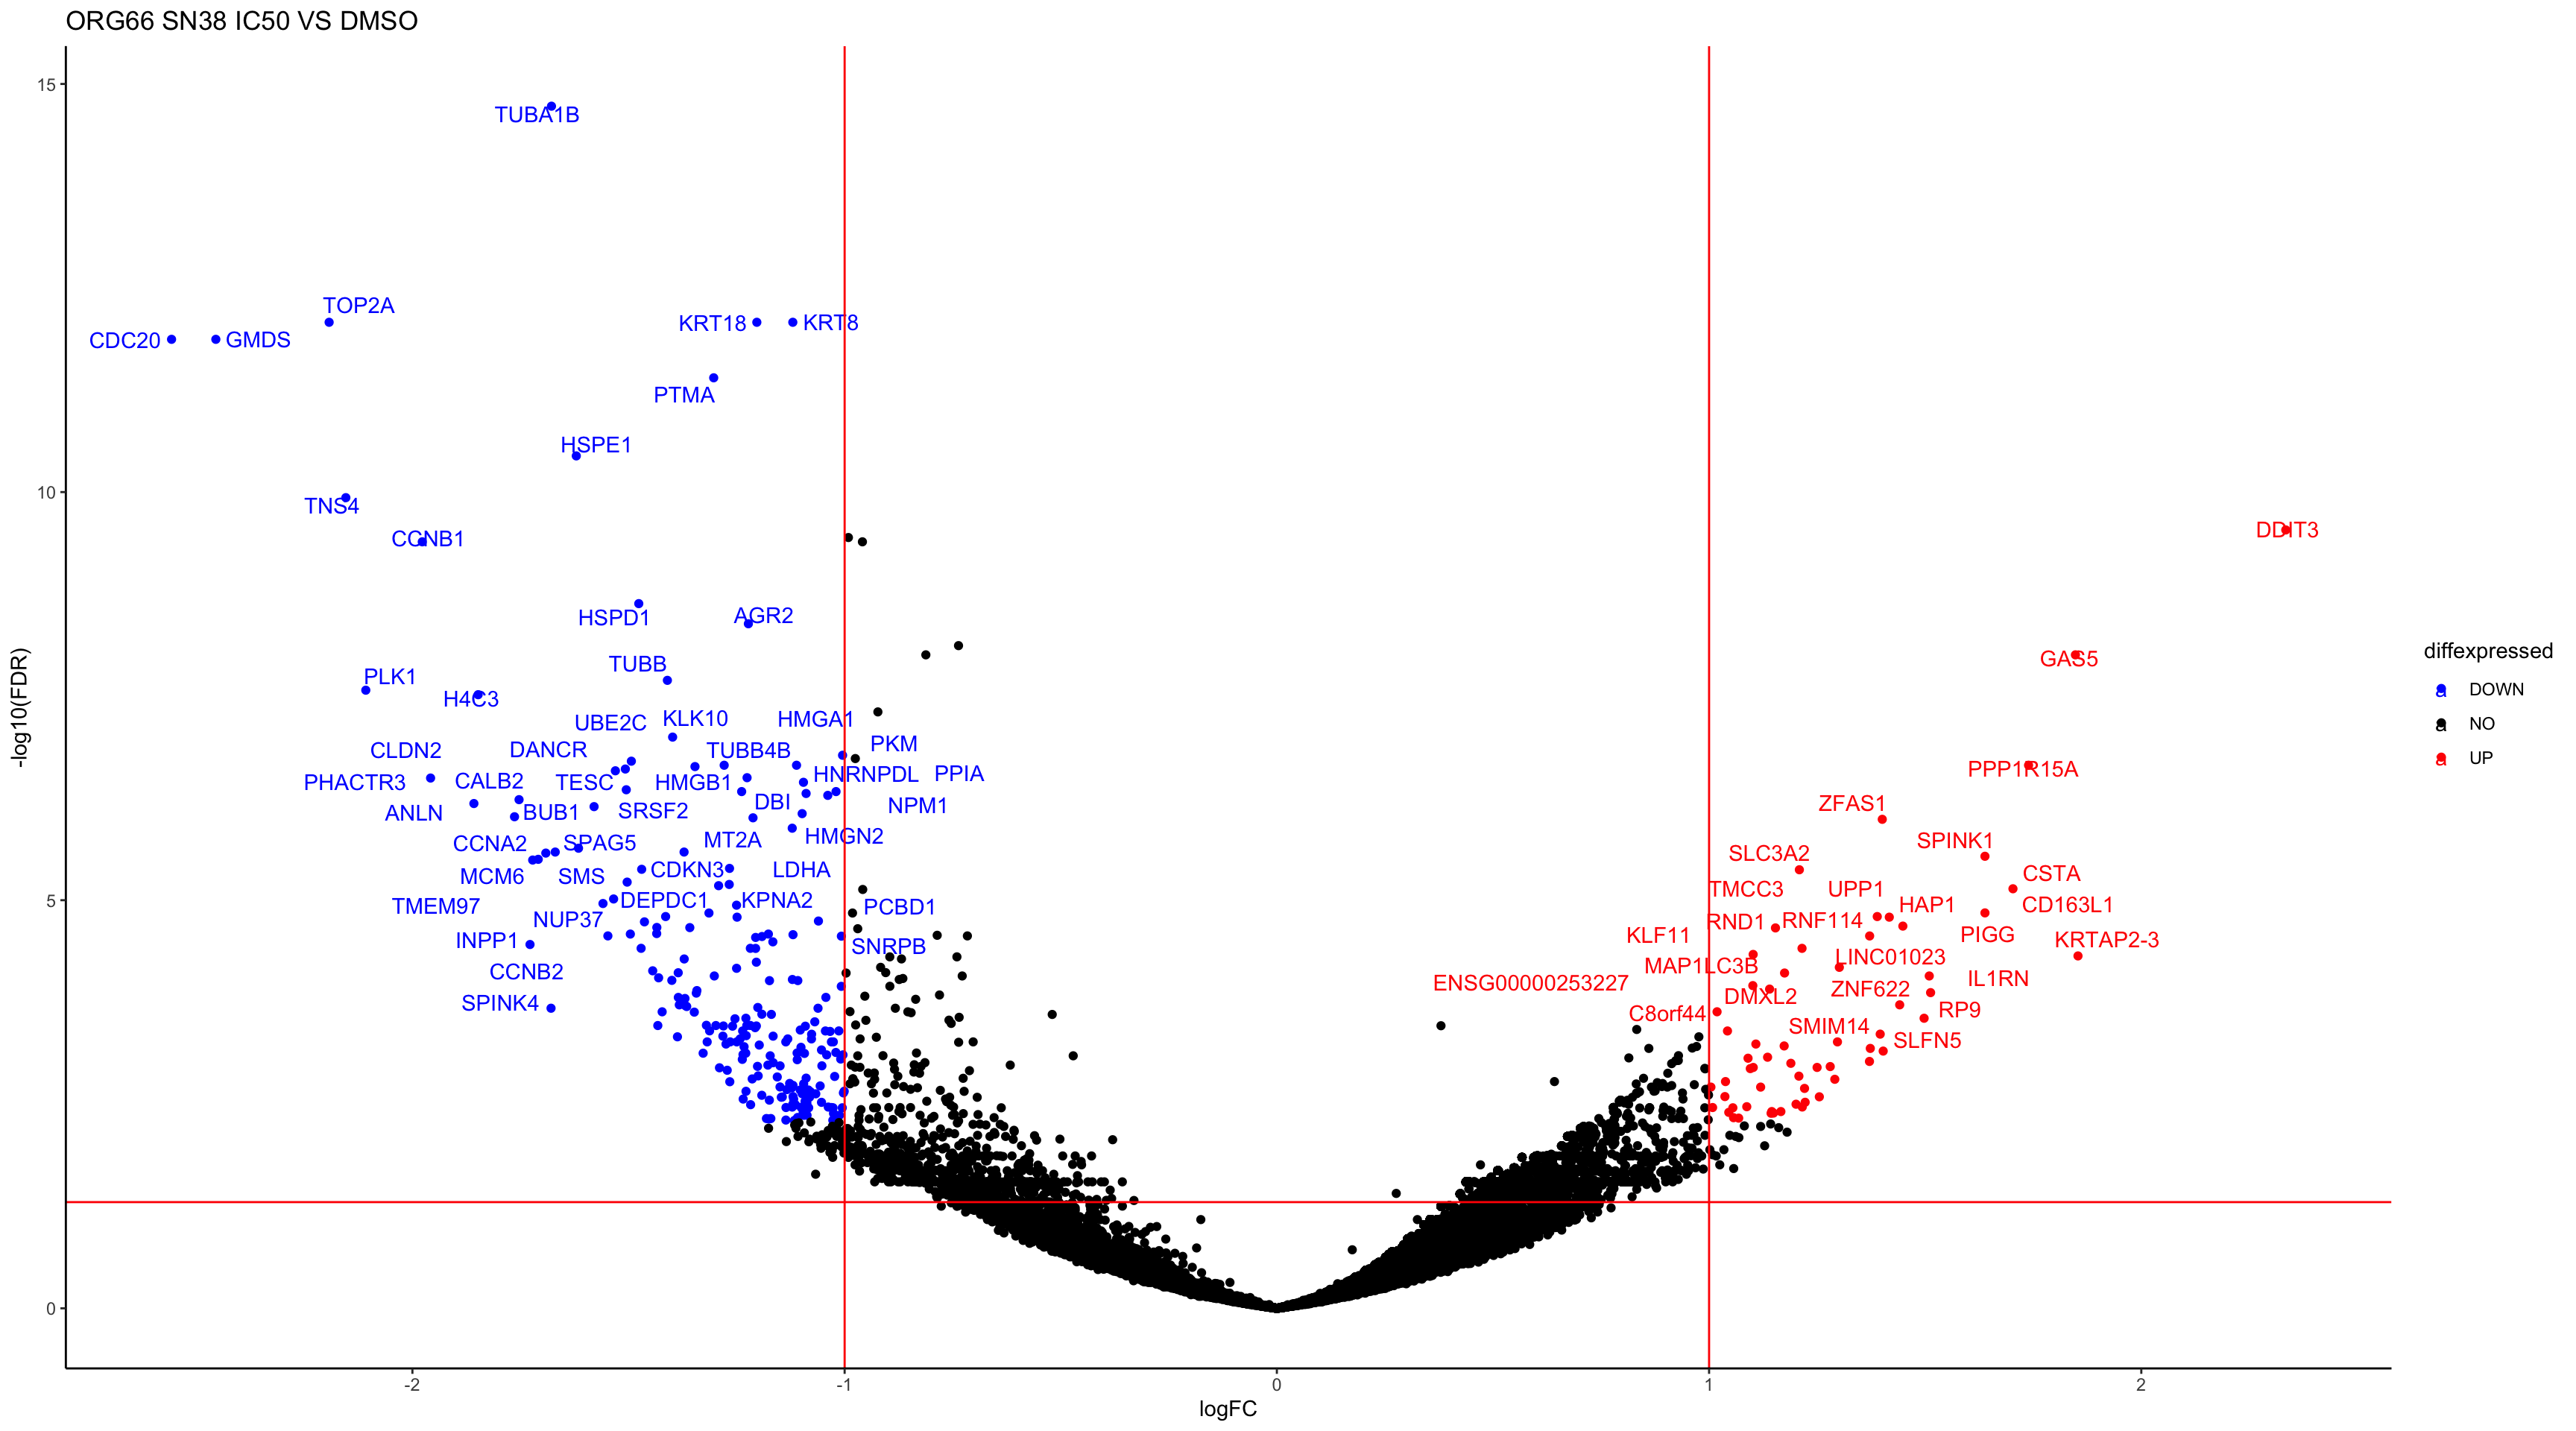 ORG66 SN38 IC50 VS DMSO
15
TUBA1B
TOP2A
KRT18
KRT8
CDC20
GMDS
PTMA
HSPE1
10
TNS4
DDIT3
CCNB1
HSPD1
AGR2
-log10(FDR)
TUBB
GAS5
PLK1
H4C3
UBE2C
KLK10
HMGA1
CLDN2
DANCR
TUBB4B
PKM
PHACTR3
CALB2
TESC
HMGB1
HNRNPDL
PPIA
PPP1R15A
ANLN
BUB1
SRSF2
DBI
NPM1
ZFAS1
CCNA2
SPAG5
MT2A
HMGN2
SPINK1
SLC3A2
MCM6
SMS
CDKN3
LDHA
CSTA
TMCC3
UPP1
5
TMEM97
DEPDC1
KPNA2
PCBD1
HAP1
CD163L1
NUP37
RND1
RNF114
INPP1
SNRPB
KLF11
PIGG
KRTAP2-3
CCNB2
MAP1LC3B
LINC01023
ENSG00000253227
IL1RN
SPINK4
DMXL2
ZNF622
C8orf44
RP9
SMIM14
SLFN5
0
-2
-1
0
1
2
logFC
diffexpressed
a DOWN
a NO
a UP